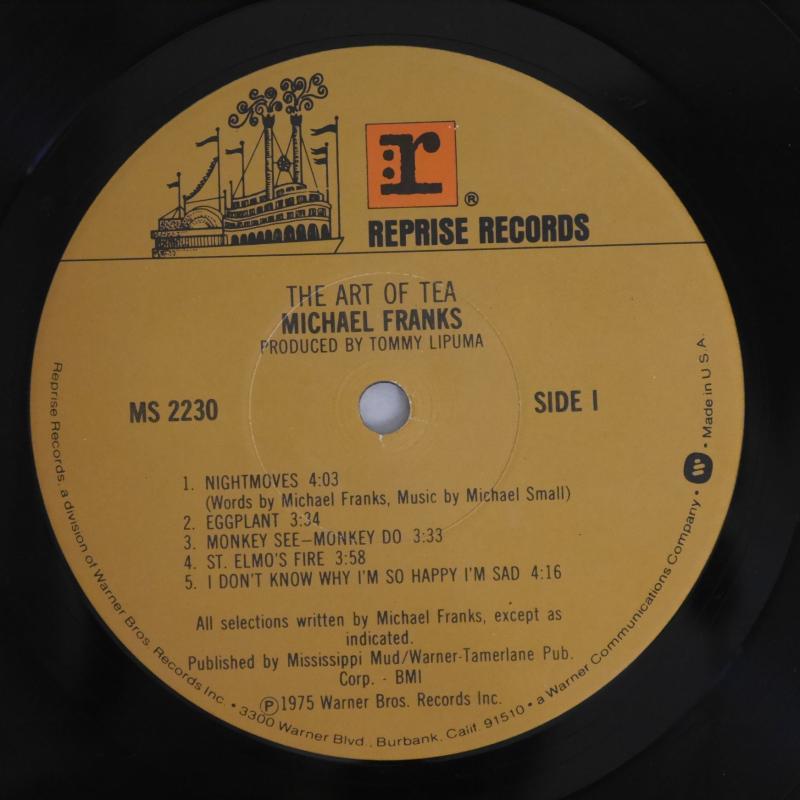 r
®
REPRISE RECORDS
THE ART OF TEA
MICHAEL FRANKS
PRODUCED BY TOMMY LIPUMA
MS 2230
SIDE 1
1. NIGHTMOVES 4:03
(Words by Michael Franks, Music by Michael Small)
2. EGGPLANT 3:34
3. MONKEY SEE—MONKEY DO 3:33
4. ST. ELMO'S FIRE 3:58
5. I DON'T KNOW WHY I'M SO HAPPY I'M SAD 4:16
All selections written by Michael Franks, except as
indicated.
Published by Mississippi Mud/Warner-Tamerlane Pub.
Corp. - BMI
℗1975 Warner Bros. Records Inc.
Reprise Records, a division of Warner Bros. Records Inc. • 3300 Warner Blvd., Burbank, Calif. 91510 • a Warner Communications Company • W • Made in U.S.A.